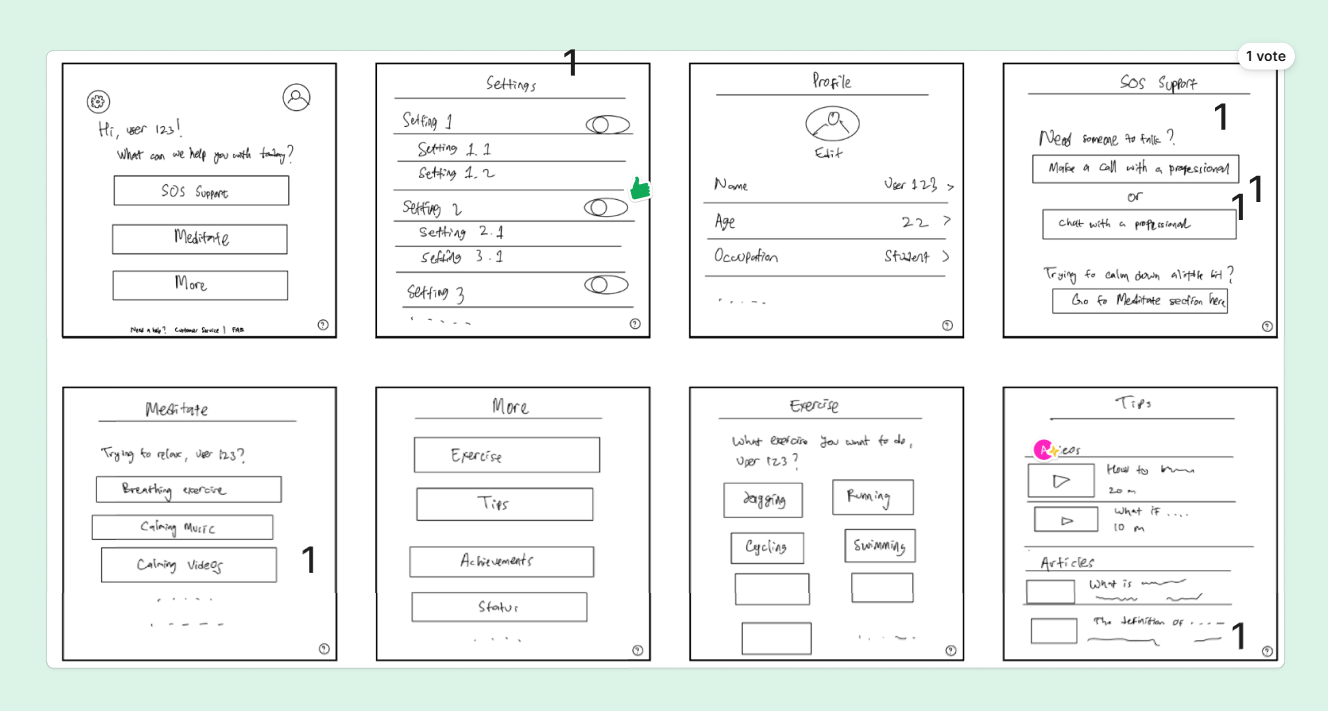 1 vote
Hi, user 123!
What can we help you with today?
SOS Support
Meditate
More
Need a help? Customer Service | FAQ
?
1
Settings
Setting 1
Setting 1.1
Setting 1.2
Setting 2
Setting 2.1
Setting 3.1
Setting 3
.....
?
Profile
Edit
Name User 123 >
Age 22 >
Occupation Student >
.....
?
SOS Support
1
Need someone to talk?
Make a call with a professional
1
or
1
Chat with a professional
Trying to calm down a little bit?
Go to Meditate section here
?
Meditate
Trying to relax, user 123?
Breathing exercise
Calming Music
Calming Videos
1
.....
.....
?
More
Exercise
Tips
Achievements
Status
....
?
Exercise
What exercise you want to do,
User 123?
Jogging
Running
Cycling
Swimming
.....
?
Tips
A
eos
How to
20 m
What if ....
10 m
Articles
What is
The definition of ....
1
?